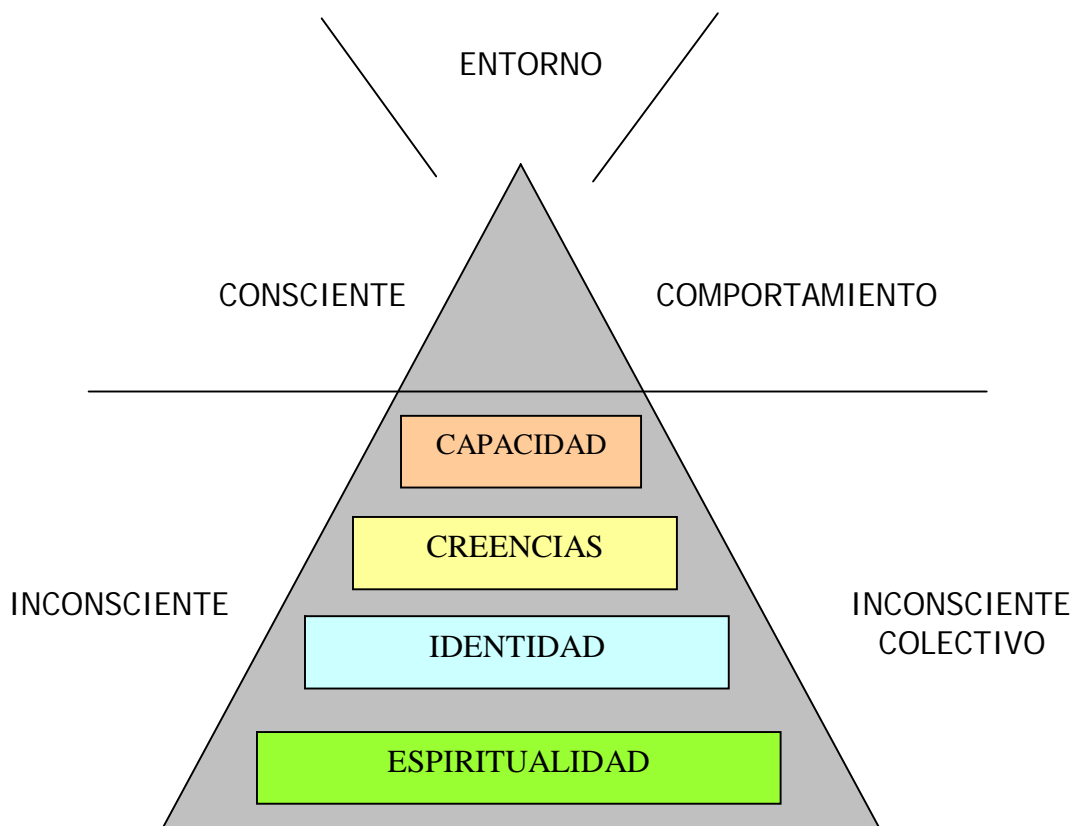 ENTORNO
CONSCIENTE
COMPORTAMIENTO
CAPACIDAD
CREENCIAS
INCONSCIENTE
INCONSCIENTE
COLECTIVO
IDENTIDAD
ESPIRITUALIDAD